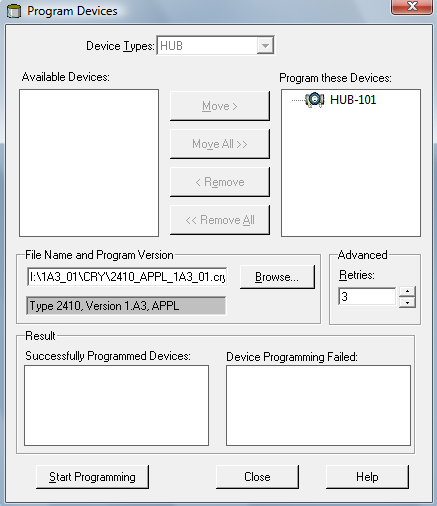 Program Devices
Device Types: HUB
Available Devices:
Program these Devices:
HUB-101
Move >
Move All >>
< Remove
<< Remove All
File Name and Program Version
I:\1A3_01\CRY\2410_APPL_1A3_01.cry
Browse...
Type 2410, Version 1.A3, APPL
Advanced
Retries:
3
Result
Successfully Programmed Devices:
Device Programming Failed:
Start Programming
Close
Help